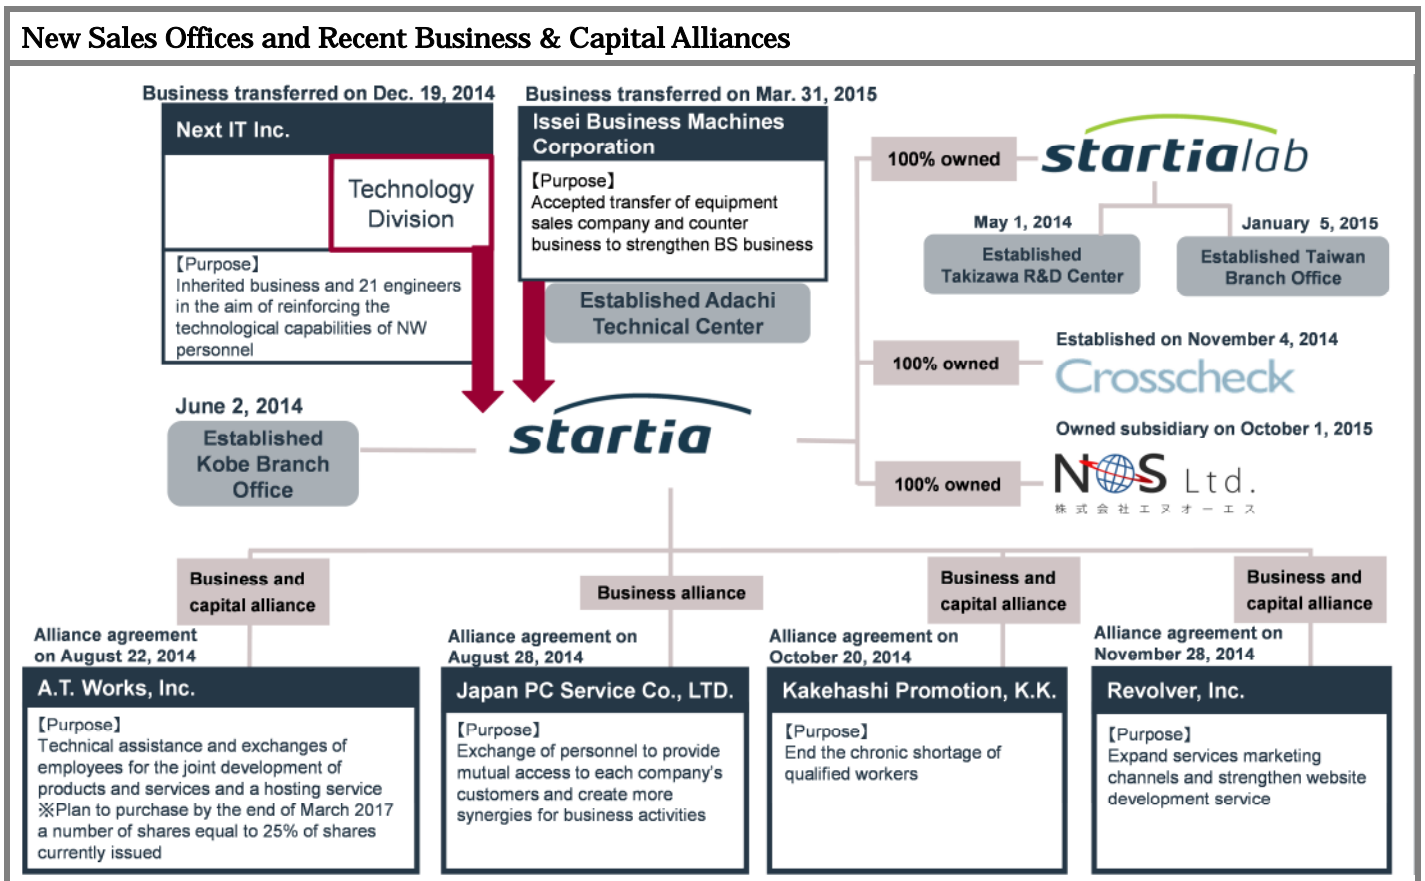 New Sales Offices and Recent Business & Capital Alliances
Business transferred on Dec. 19, 2014
Next IT Inc.
Technology
Division
【Purpose】
Inherited business and 21 engineers
in the aim of reinforcing the
technological capabilities of NW
personnel
Business transferred on Mar. 31, 2015
Issei Business Machines
Corporation
【Purpose】
Accepted transfer of equipment
sales company and counter
business to strengthen BS business
Established Adachi
Technical Center
100% owned
startialab
May 1, 2014
Established
Takizawa R&D Center
January 5, 2015
Established Taiwan
Branch Office
100% owned
Established on November 4, 2014
Crosscheck
June 2, 2014
Established
Kobe Branch
Office
startia
100% owned
Owned subsidiary on October 1, 2015
NOS Ltd.
株式会社エヌオーエス
Business and
capital alliance
Alliance agreement
on August 22, 2014
A.T. Works, Inc.
【Purpose】
Technical assistance and exchanges of
employees for the joint development of
products and services and a hosting service
※Plan to purchase by the end of March 2017
a number of shares equal to 25% of shares
currently issued
Business alliance
Alliance agreement on
August 28, 2014
Japan PC Service Co., LTD.
【Purpose】
Exchange of personnel to provide
mutual access to each company's
customers and create more
synergies for business activities
Business and
capital alliance
Alliance agreement on
October 20, 2014
Kakehashi Promotion, K.K.
【Purpose】
End the chronic shortage of
qualified workers
Business and
capital alliance
Alliance agreement on
November 28, 2014
Revolver, Inc.
【Purpose】
Expand services marketing
channels and strengthen website
development service